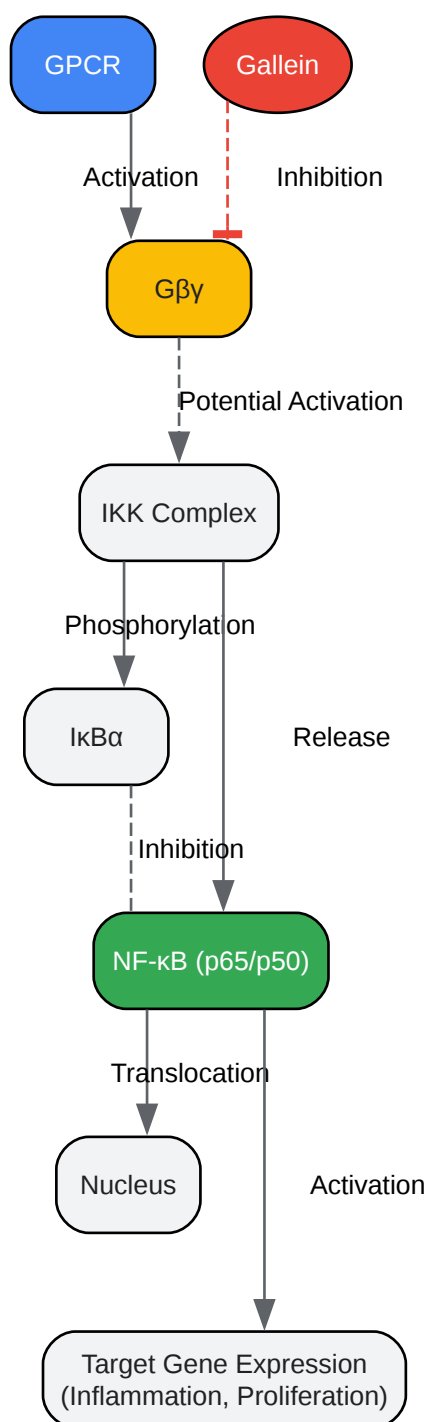 GPCR
Gallein
Activation
Inhibition
Gβγ
Potential Activation
IKK Complex
Phosphorylation
IκBα
Release
Inhibition
NF-κB (p65/p50)
Translocation
Nucleus
Activation
Target Gene Expression
(Inflammation, Proliferation)